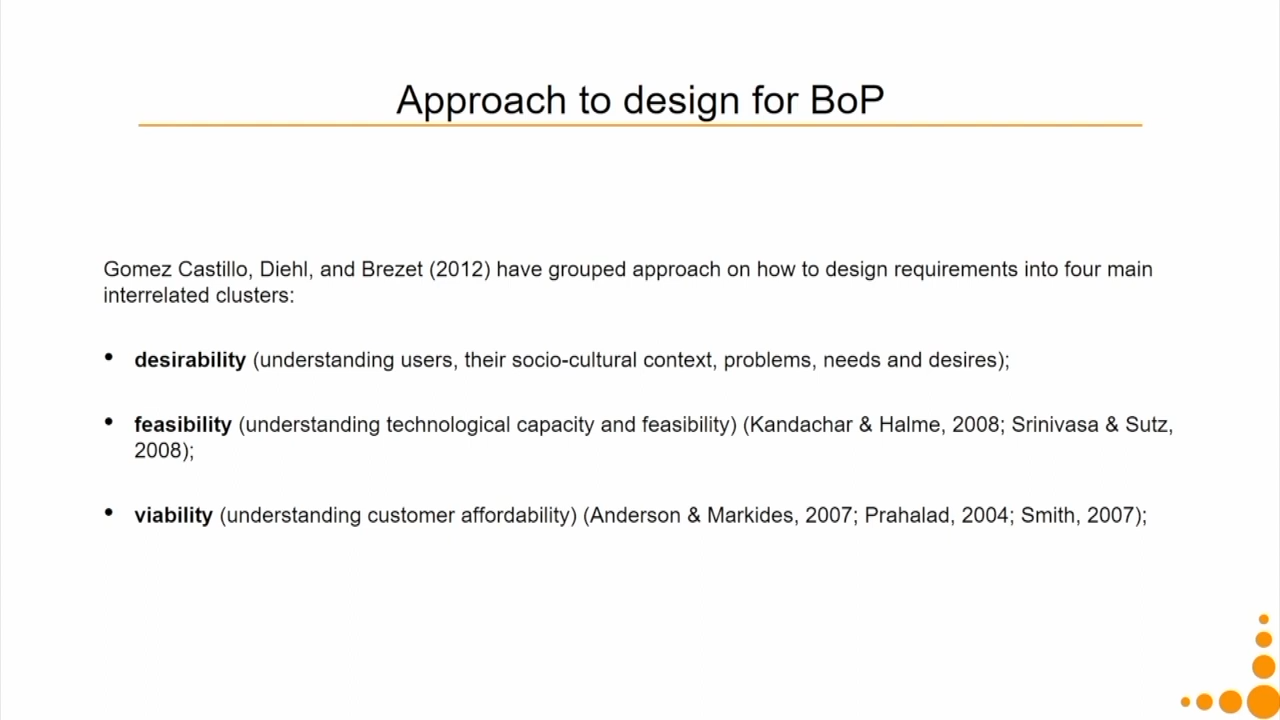 Approach to design for BoP
Gomez Castillo, Diehl, and Brezet (2012) have grouped approach on how to design requirements into four main
interrelated clusters:
• desirability (understanding users, their socio-cultural context, problems, needs and desires);
• feasibility (understanding technological capacity and feasibility) (Kandachar & Halme, 2008; Srinivasa & Sutz,
2008);
• viability (understanding customer affordability) (Anderson & Markides, 2007; Prahalad, 2004; Smith, 2007);